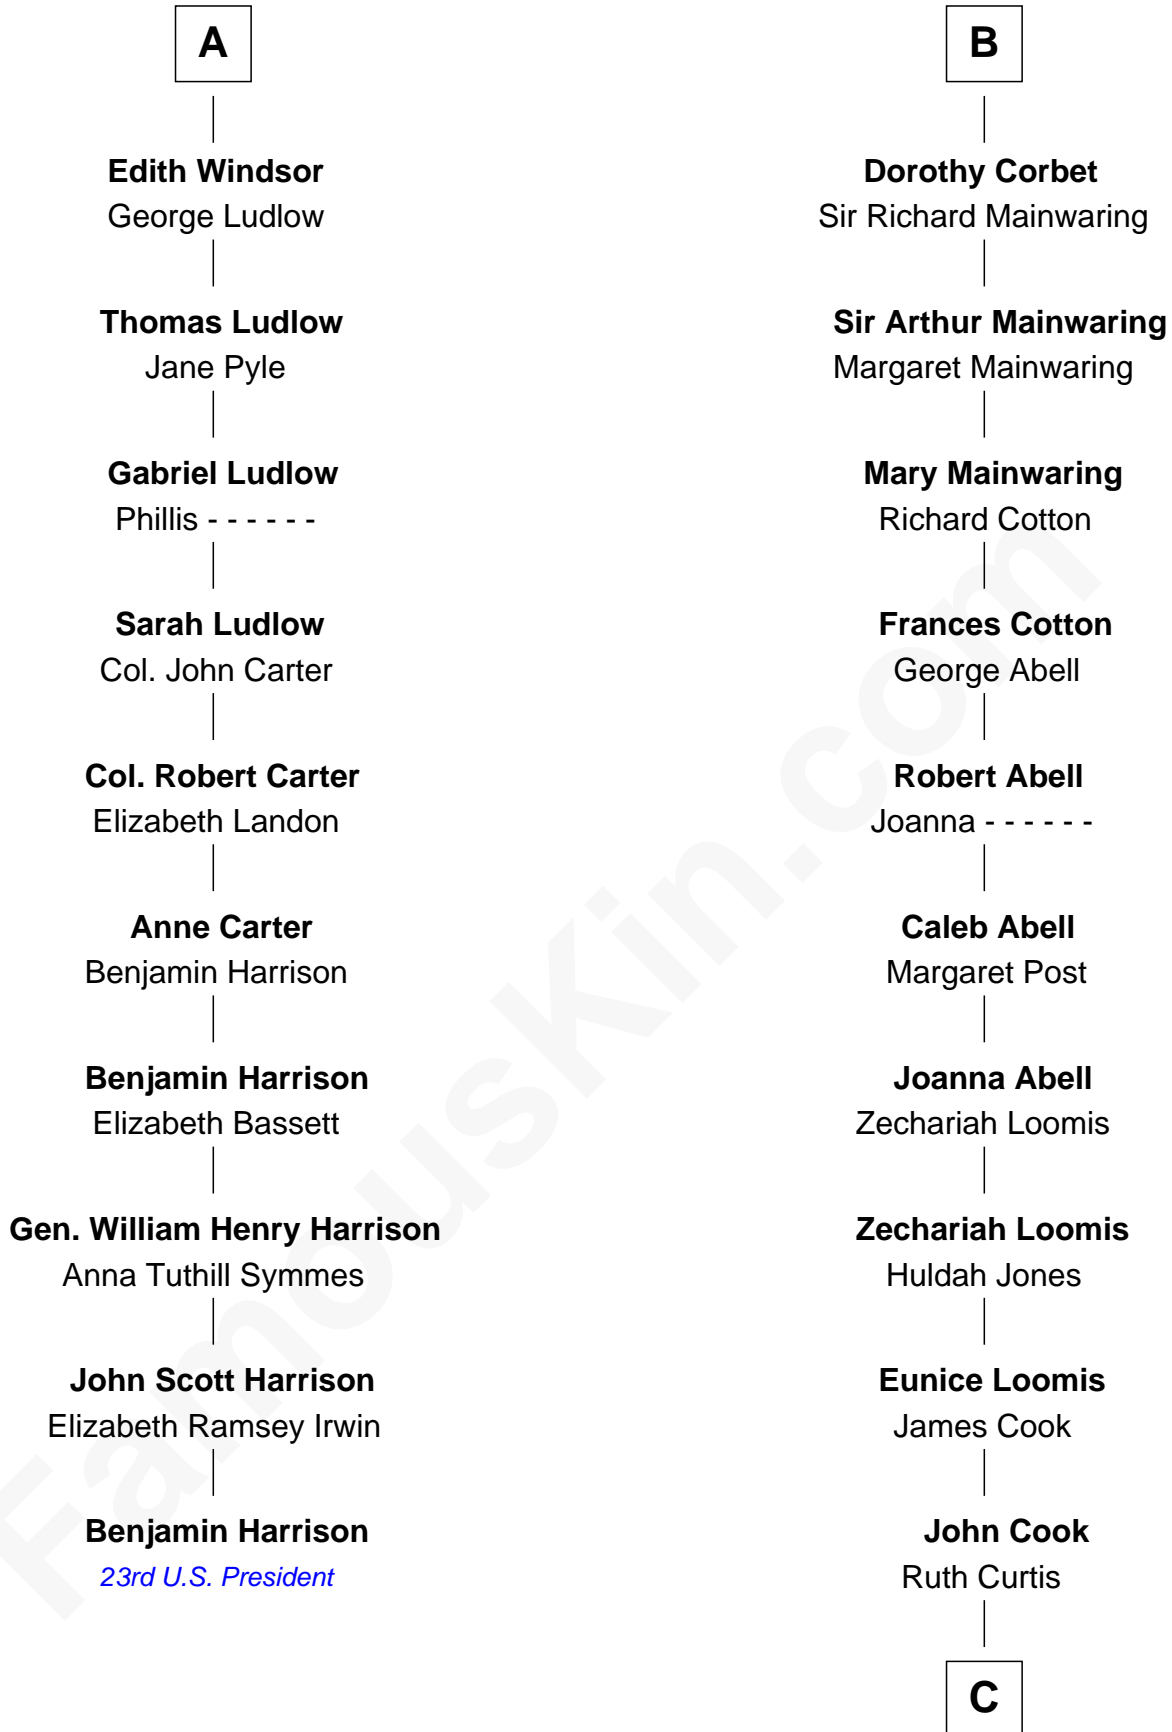 A
Edith Windsor
George Ludlow
Thomas Ludlow
Jane Pyle
Gabriel Ludlow
Phillis - - - - - -
Sarah Ludlow
Col. John Carter
Col. Robert Carter
Elizabeth Landon
Anne Carter
Benjamin Harrison
Benjamin Harrison
Elizabeth Bassett
Gen. William Henry Harrison
Anna Tuthill Symmes
John Scott Harrison
Elizabeth Ramsey Irwin
Benjamin Harrison
23rd U.S. President
B
Dorothy Corbet
Sir Richard Mainwaring
Sir Arthur Mainwaring
Margaret Mainwaring
Mary Mainwaring
Richard Cotton
Frances Cotton
George Abell
Robert Abell
Joanna - - - - - -
Caleb Abell
Margaret Post
Joanna Abell
Zechariah Loomis
Zechariah Loomis
Huldah Jones
Eunice Loomis
James Cook
John Cook
Ruth Curtis
C
FamousKin.com